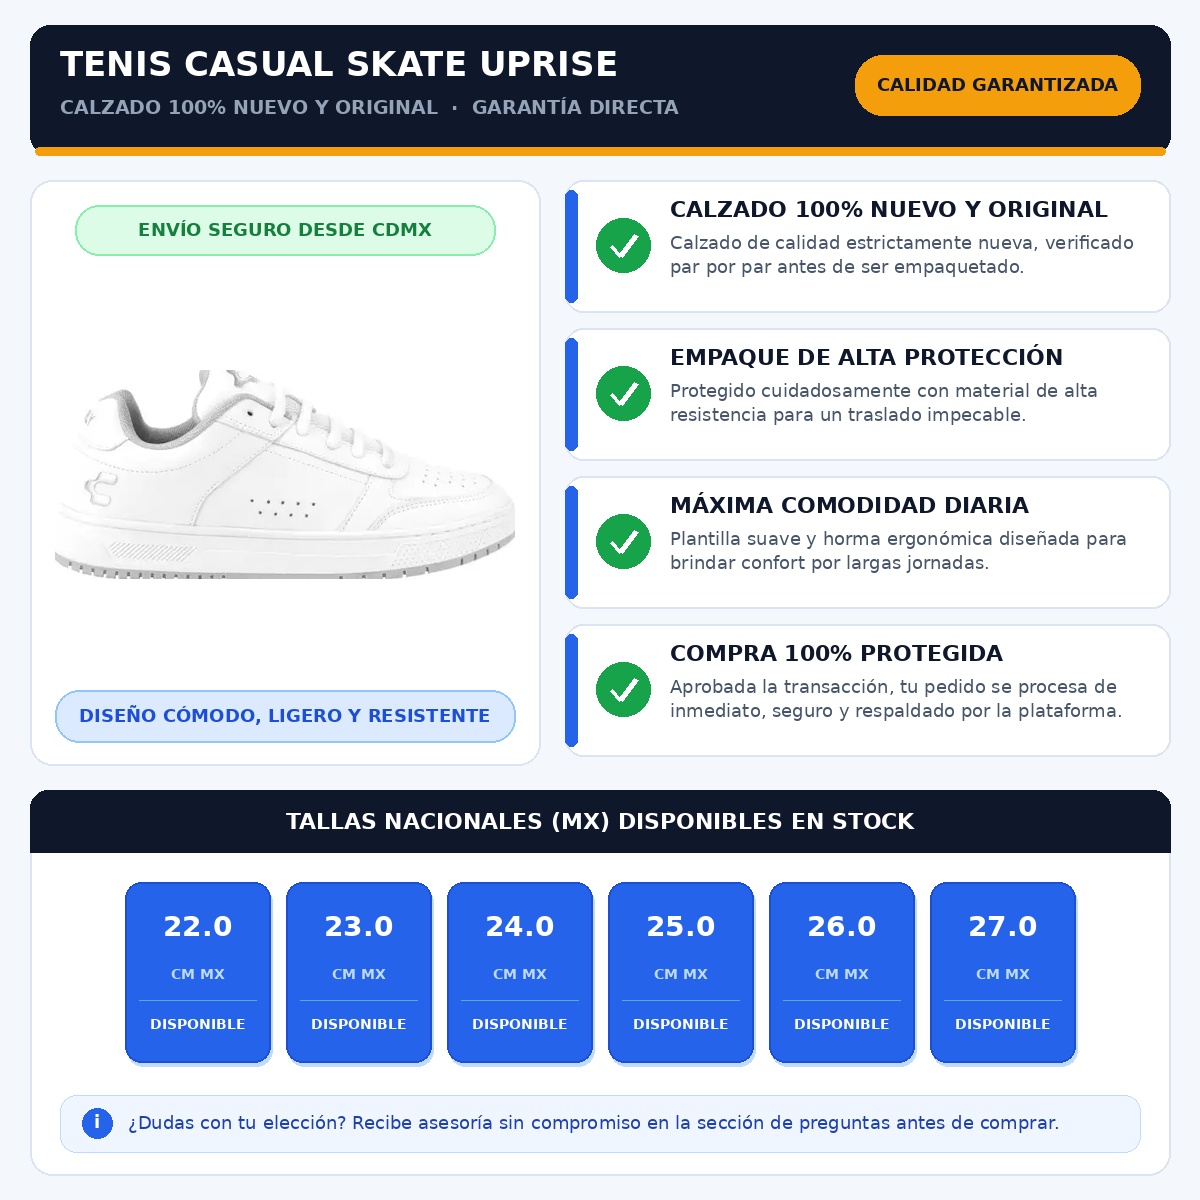 TENIS CASUAL SKATE UPRISE
CALZADO 100% NUEVO Y ORIGINAL · GARANTÍA DIRECTA
CALIDAD GARANTIZADA
ENVÍO SEGURO DESDE CDMX
DISEÑO CÓMODO, LIGERO Y RESISTENTE
CALZADO 100% NUEVO Y ORIGINAL
Calzado de calidad estrictamente nueva, verificado
par por par antes de ser empaquetado.
EMPAQUE DE ALTA PROTECCIÓN
Protegido cuidadosamente con material de alta
resistencia para un traslado impecable.
MÁXIMA COMODIDAD DIARIA
Plantilla suave y horma ergonómica diseñada para
brindar confort por largas jornadas.
COMPRA 100% PROTEGIDA
Aprobada la transacción, tu pedido se procesa de
inmediato, seguro y respaldado por la plataforma.
TALLAS NACIONALES (MX) DISPONIBLES EN STOCK
22.0
CM MX
DISPONIBLE
23.0
CM MX
DISPONIBLE
24.0
CM MX
DISPONIBLE
25.0
CM MX
DISPONIBLE
26.0
CM MX
DISPONIBLE
27.0
CM MX
DISPONIBLE
i ¿Dudas con tu elección? Recibe asesoría sin compromiso en la sección de preguntas antes de comprar.